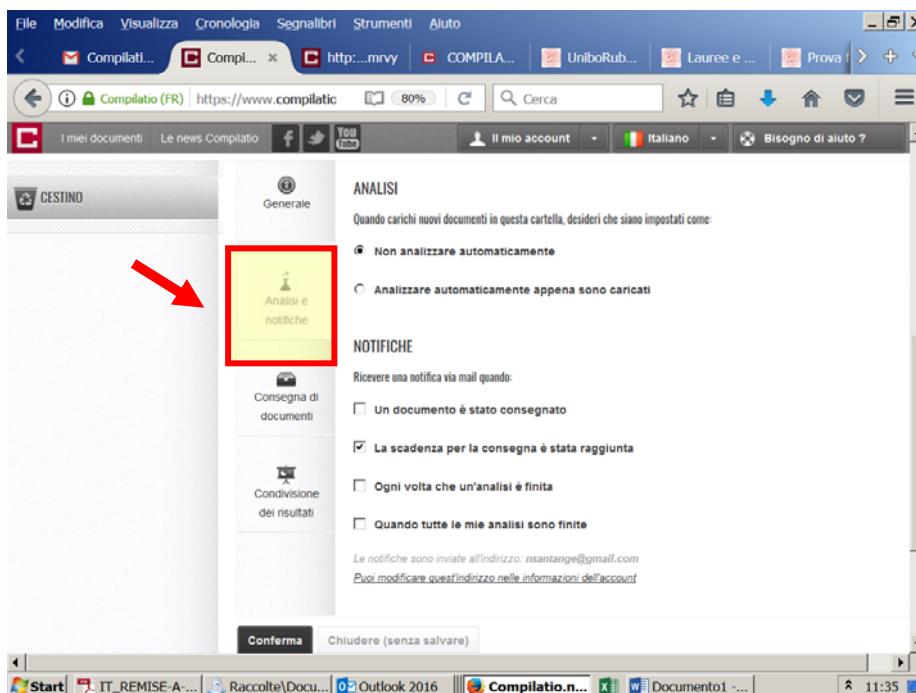 File Modifica Visualizza Cronologia Segnalibri Strumenti Aiuto
Compilati... Compi... × http:...mrvy COMPILA... UniboRub... Lauree e ... Prova f
Compilatio (FR) https://www.compilatic 80% Cerca
I miei documenti Le news Compilatio f You Tube Il mio account Italiano Bisogno di aiuto ?
CESTINO
Generale
Analisi e
notifiche
Consegna di
documenti
Condivisione
dei risultati
ANALISI
Quando carichi nuovi documenti in questa cartella, desideri che siano impostati come:
Non analizzare automaticamente
Analizzare automaticamente appena sono caricati
NOTIFICHE
Ricevere una notifica via mail quando:
Un documento è stato consegnato
La scadenza per la consegna è stata raggiunta
Ogni volta che un'analisi è finita
Quando tutte le mie analisi sono finite
Le notifiche sono inviate all'indirizzo: nsantange@gmail.com
Puoi modificare quest'indirizzo nelle informazioni dell'account
Conferma Chiudere (senza salvare)
Start IT_REMISE-A-... Raccolte\Docu... Outlook 2016 Compilatio.n... Documento1 -... 11:35